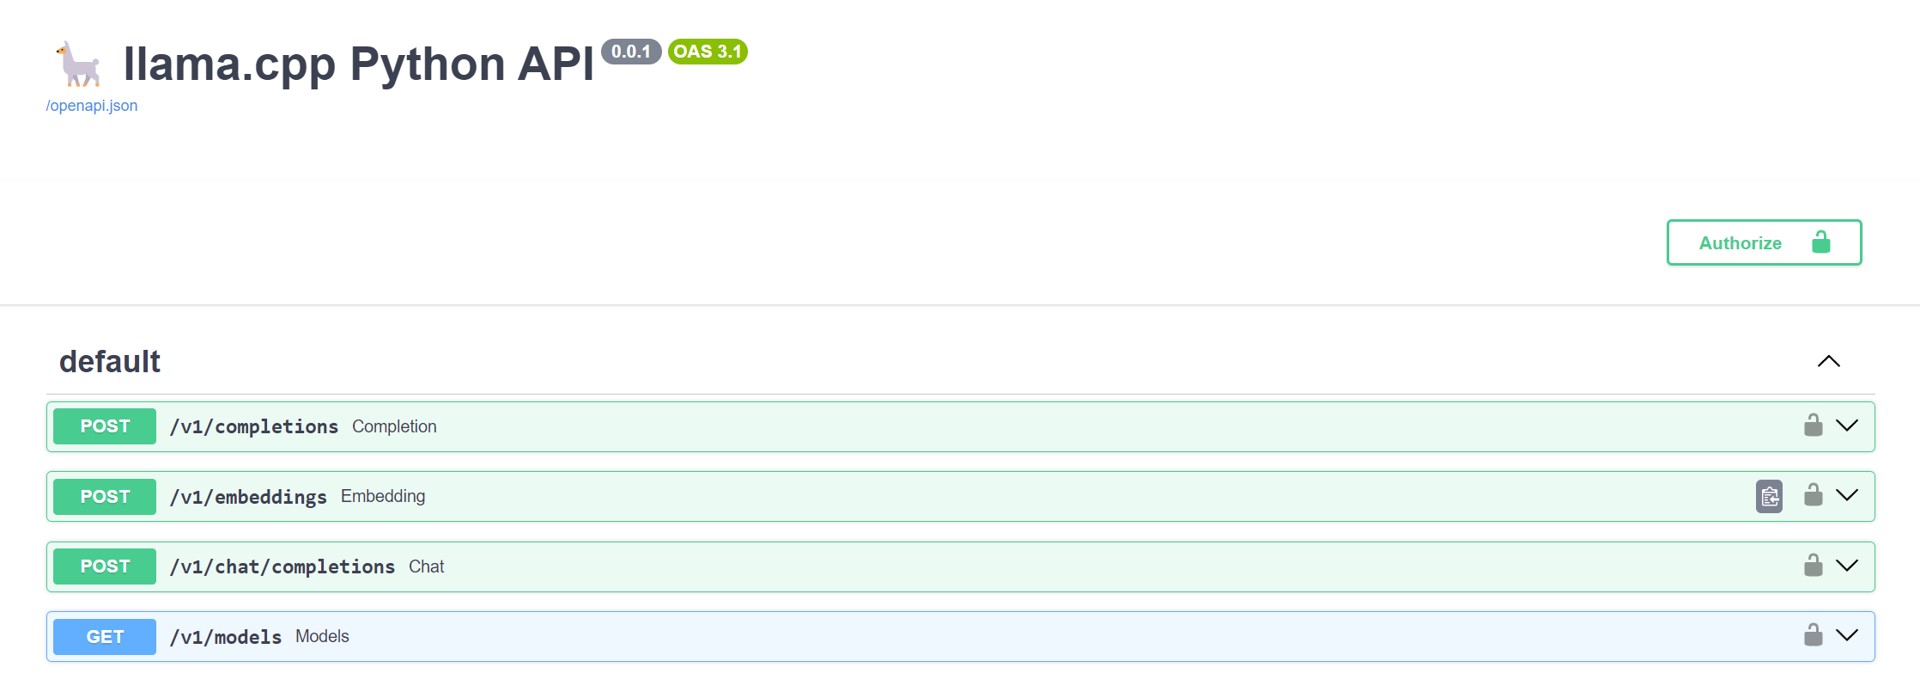 llama.cpp Python API 0.0.1 OAS 3.1
/openapi.json
Authorize
default
POST /v1/completions Completion
POST /v1/embeddings Embedding
POST /v1/chat/completions Chat
GET /v1/models Models